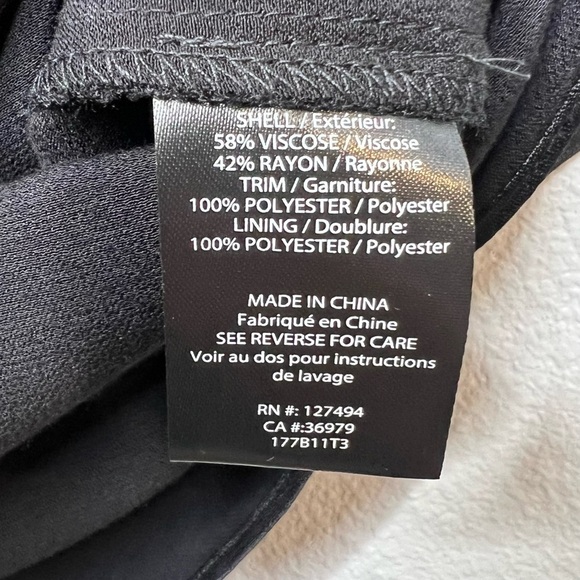 SHELL / Extérieur:
58% VISCOSE / Viscose
42% RAYON / Rayonne
TRIM / Garniture:
100% POLYESTER / Polyester
LINING / Doublure:
100% POLYESTER / Polyester
MADE IN CHINA
Fabriqué en Chine
SEE REVERSE FOR CARE
Voir au dos pour instructions
de lavage
RN #: 127494
CA #:36979
177B11T3